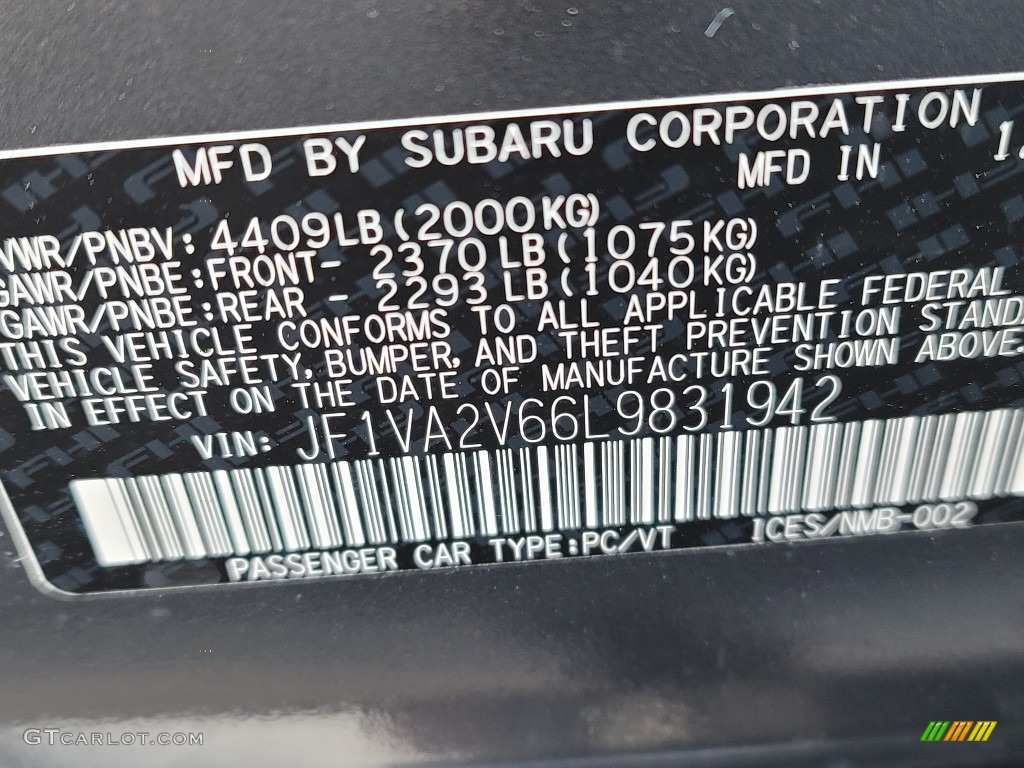 MFD BY SUBARU CORPORATION
MFD IN
VWR/PNBV: 4409LB(2000KG)
GAWR/PNBE:FRONT- 2370LB(1075KG)
GAWR/PNBE:REAR - 2293LB(1040KG)
THIS VEHICLE CONFORMS TO ALL APPLICABLE FEDERAL
VEHICLE SAFETY, BUMPER, AND THEFT PREVENTION STANDA
IN EFFECT ON THE DATE OF MANUFACTURE SHOWN ABOVE.
VIN: JF1VA2V66L9831942
PASSENGER CAR TYPE:PC/VT ICES/NMB-002
GTCARLOT.COM